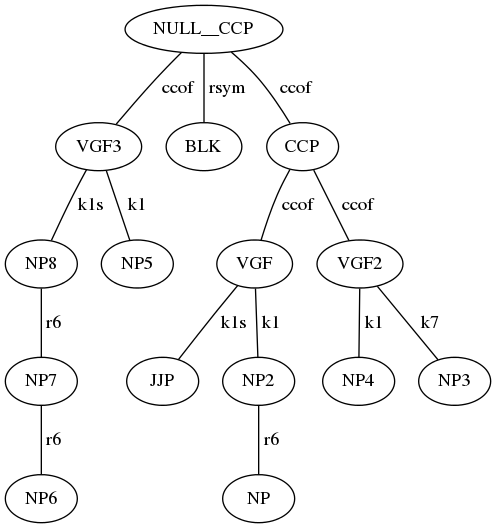 NULL__CCP
ccof rsym ccof
VGF3 BLK CCP
k1s k1 ccof ccof
NP8 NP5 VGF VGF2
r6 k1s k1 k1 k7
NP7 JJP NP2 NP4 NP3
r6 r6
NP6 NP